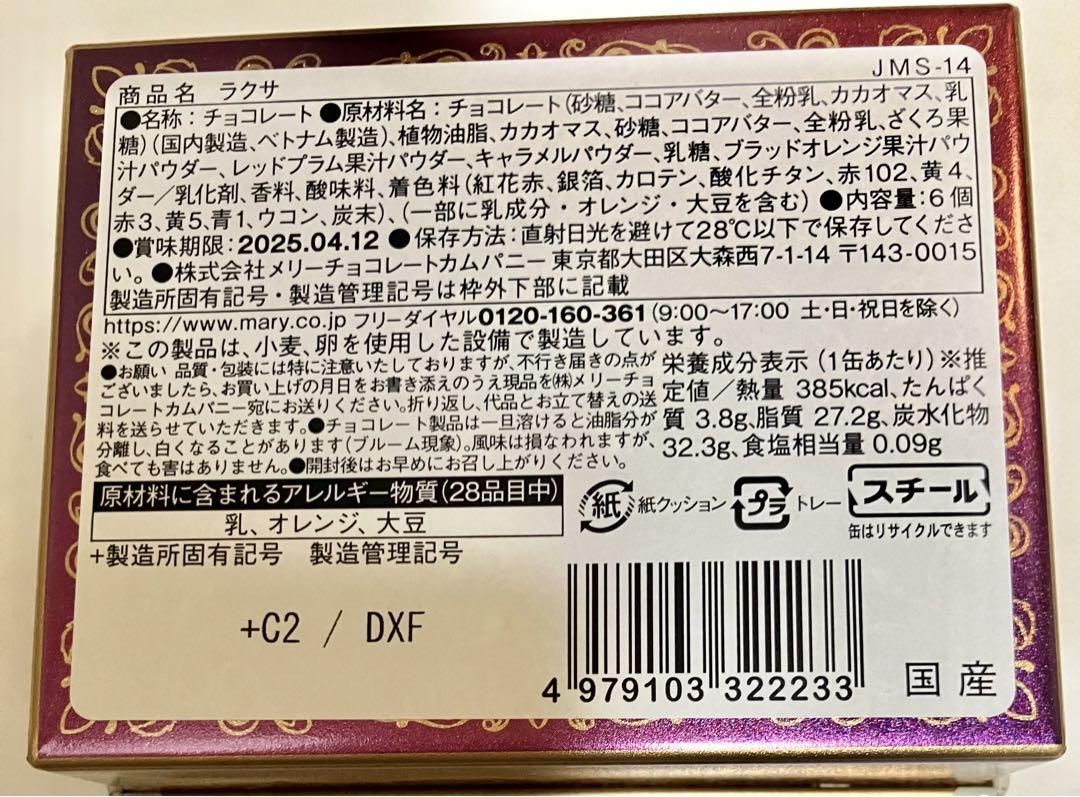 JMS-14
商品名 ラクサ
●名称：チョコレート ●原材料名：チョコレート(砂糖、ココアバター、全粉乳、カカオマス、乳
糖)(国内製造、ベトナム製造)、植物油脂、カカオマス、砂糖、ココアバター、全粉乳、ざくろ果
汁パウダー、レッドプラム果汁パウダー、キャラメルパウダー、乳糖、ブラッドオレンジ果汁パウ
ダー／乳化剤、香料、酸味料、着色料(紅花赤、銀箔、カロテン、酸化チタン、赤102、黄4、
赤3、黄5、青1、ウコン、炭末)、(一部に乳成分・オレンジ・大豆を含む) ●内容量：6個
●賞味期限：2025.04.12 ●保存方法：直射日光を避けて28℃以下で保存してくださ
い。●株式会社メリーチョコレートカムパニー 東京都大田区大森西7-1-14 〒143-0015
製造所固有記号・製造管理記号は枠外下部に記載
https://www.mary.co.jp フリーダイヤル0120-160-361(9:00〜17:00 土・日・祝日を除く)
※この製品は、小麦、卵を使用した設備で製造しています。
●お願い 品質・包装には特に注意いたしておりますが、不行き届きの点が
ございましたら、お買い上げの月日をお書き添えのうえ現品を㈱メリーチョ
コレートカムパニー宛にお送りください。折り返し、代品とお立て替えの送
料を送らせていただきます。●チョコレート製品は一旦溶けると油脂分が
分離し、白くなることがあります(ブルーム現象)。風味は損なわれますが、
食べても害はありません。●開封後はお早めにお召し上がりください。
栄養成分表示 (1缶あたり)※推
定値／熱量 385kcal、たんぱく
質 3.8g、脂質 27.2g、炭水化物
32.3g、食塩相当量 0.09g
原材料に含まれるアレルギー物質(28品目中)
乳、オレンジ、大豆
紙 紙クッション プラ トレー スチール
缶はリサイクルできます
+製造所固有記号 製造管理記号
+C2 / DXF
4 979103 322233
国産